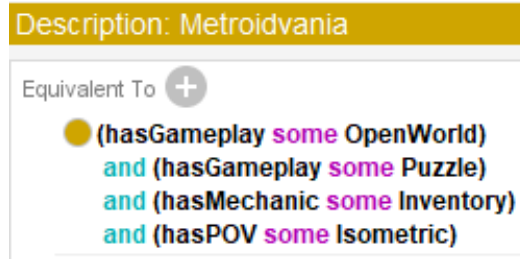 Description: Metroidvania
Equivalent To
(hasGameplay some OpenWorld)
and (hasGameplay some Puzzle)
and (hasMechanic some Inventory)
and (hasPOV some Isometric)